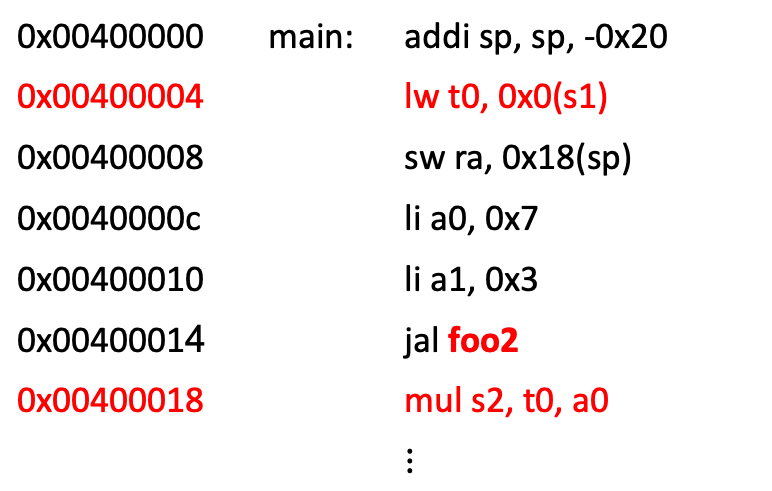 0x00400000 main: addi sp, sp, -0x20
0x00400004 lw t0, 0x0(s1)
0x00400008 sw ra, 0x18(sp)
0x0040000c li a0, 0x7
0x00400010 li a1, 0x3
0x00400014 jal foo2
0x00400018 mul s2, t0, a0
⋮